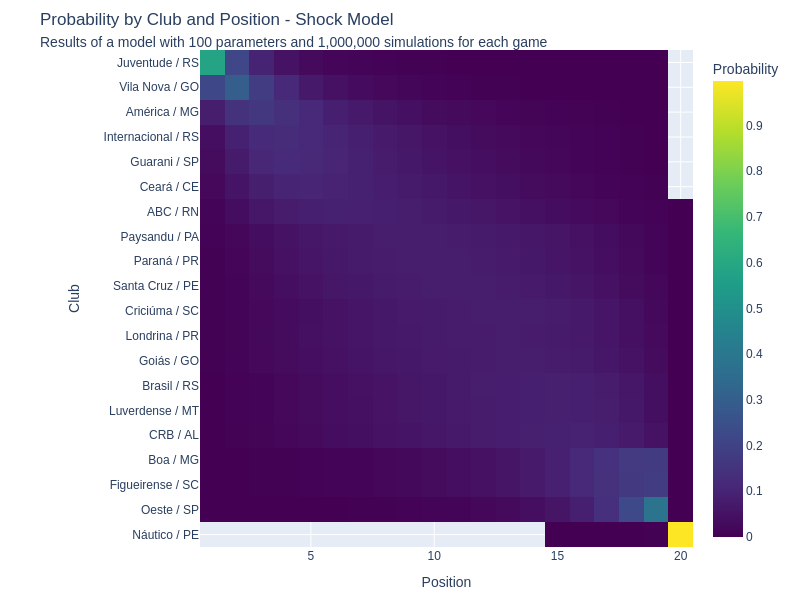 Probability by Club and Position - Shock Model
Results of a model with 100 parameters and 1,000,000 simulations for each game
Juventude / RS
Vila Nova / GO
América / MG
Internacional / RS
Guarani / SP
Ceará / CE
ABC / RN
Paysandu / PA
Paraná / PR
Santa Cruz / PE
Criciúma / SC
Londrina / PR
Goiás / GO
Brasil / RS
Luverdense / MT
CRB / AL
Boa / MG
Figueirense / SC
Oeste / SP
Náutico / PE
Club
5
10
15
20
Position
Probability
0.9
0.8
0.7
0.6
0.5
0.4
0.3
0.2
0.1
0